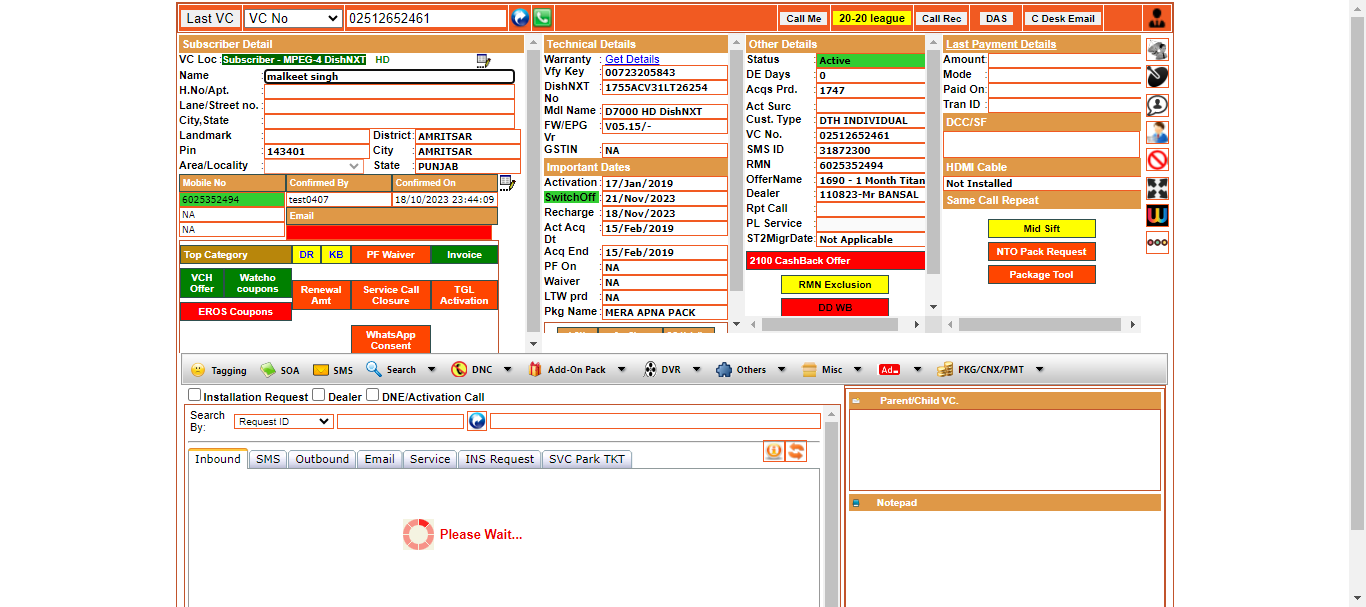 Last VC VC No 02512652461 Call Me 20-20 league Call Rec DAS C Desk Email
Subscriber Detail
VC Loc : Subscriber - MPEG-4 DishNXT HD
Name : malkeet singh
H.No/Apt. :
Lane/Street no. :
City,State :
Landmark : District : AMRITSAR
Pin : 143401 City : AMRITSAR
Area/Locality : State : PUNJAB
Mobile No Confirmed By Confirmed On
6025352494 test0407 18/10/2023 23:44:09
NA Email
NA
Top Category DR KB PF Waiver Invoice
VCH Offer
Watcho coupons
Renewal Amt
Service Call Closure
TGL Activation
EROS Coupons
WhatsApp Consent
Technical Details
Warranty : Get Details
Vfy Key : 00723205843
DishNXT No : 1755ACV31LT26254
Mdl Name : D7000 HD DishNXT
FW/EPG Vr : V05.15/-
GSTIN : NA
Important Dates
Activation : 17/Jan/2019
SwitchOff : 21/Nov/2023
Recharge : 18/Nov/2023
Act Acq Dt : 15/Feb/2019
Acq End : 15/Feb/2019
PF On : NA
Waiver : NA
LTW prd : NA
Pkg Name : MERA APNA PACK
Other Details
Status : Active
DE Days : 0
Acqs Prd. : 1747
Act Surc :
Cust. Type : DTH INDIVIDUAL
VC No. : 02512652461
SMS ID : 31872300
RMN : 6025352494
OfferName : 1690 - 1 Month Titan
Dealer : 110823-Mr BANSAL
Rpt Call :
PL Service :
ST2MigrDate : Not Applicable
2100 CashBack Offer
RMN Exclusion
DD WB
Last Payment Details
Amount :
Mode :
Paid On :
Tran ID :
DCC/SF
HDMI Cable
Not Installed
Same Call Repeat
Mid Sift
NTO Pack Request
Package Tool
Tagging SOA SMS Search DNC Add-On Pack DVR Others Misc Ad PKG/CNX/PMT
Installation Request Dealer DNE/Activation Call
Search By: Request ID
Inbound SMS Outbound Email Service INS Request SVC Park TKT
Please Wait...
Parent/Child VC.
Notepad